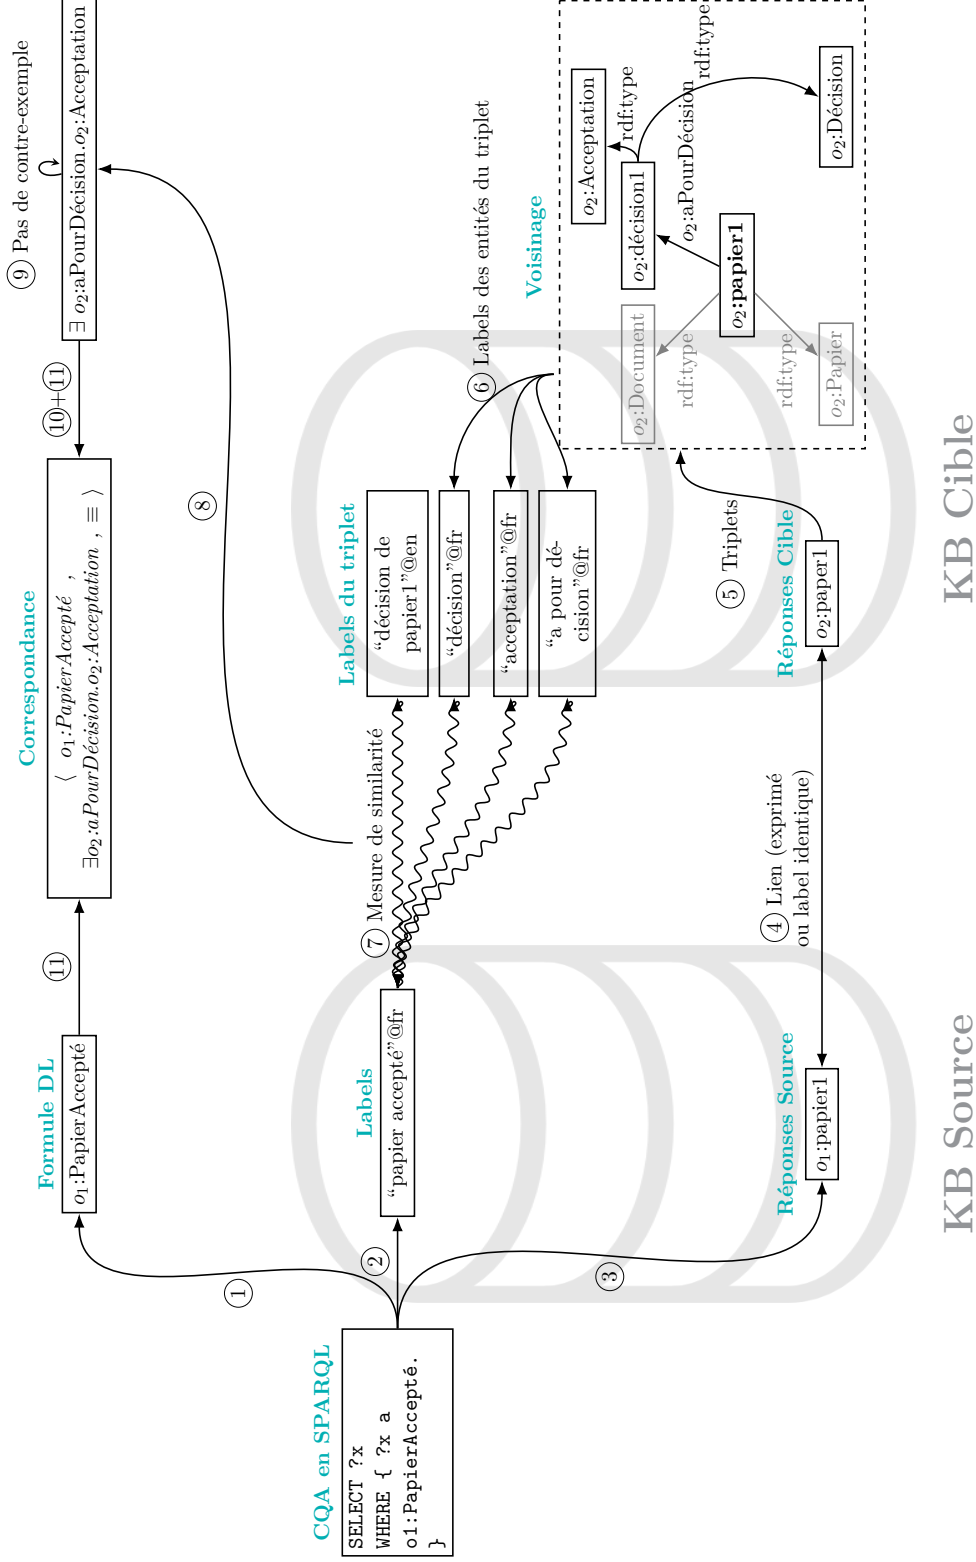 CQA en SPARQL
SELECT ?x
WHERE { ?x a
o1:PapierAccepté.
}
1
2
3
Formule DL
o1:PapierAccepté
11
Correspondance
⟨ o1:PapierAccepté ,
∃o2:aPourDécision.o2:Acceptation , ≡ ⟩
10+11
9 Pas de contre-exemple
∃ o2:aPourDécision.o2:Acceptation
8
Labels
“papier accepté”@fr
7 Mesure de similarité
Labels du triplet
“décision de
papier1”@en
“décision”@fr
“acceptation”@fr
“a pour dé-
cision”@fr
6 Labels des entités du triplet
Voisinage
o2:Acceptation
rdf:type
rdf:type
o2:décision1
o2:aPourDécision
o2:Décision
o2:papier1
o2:Document
rdf:type
rdf:type
o2:Papier
Réponses Source
o1:papier1
4 Lien (exprimé
ou label identique)
Réponses Cible
o2:paper1
5 Triplets
KB Source
KB Cible